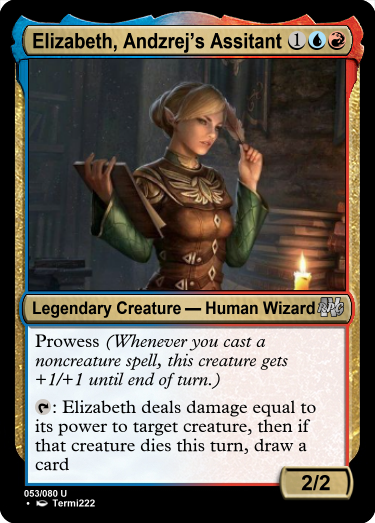 Elizabeth, Andzrej's Assitant 1
Legendary Creature — Human Wizard
Prowess (Whenever you cast a
noncreature spell, this creature gets
+1/+1 until end of turn.)
: Elizabeth deals damage equal to
its power to target creature, then if
that creature dies this turn, draw a
card
2/2
053/080 U
• Termi222